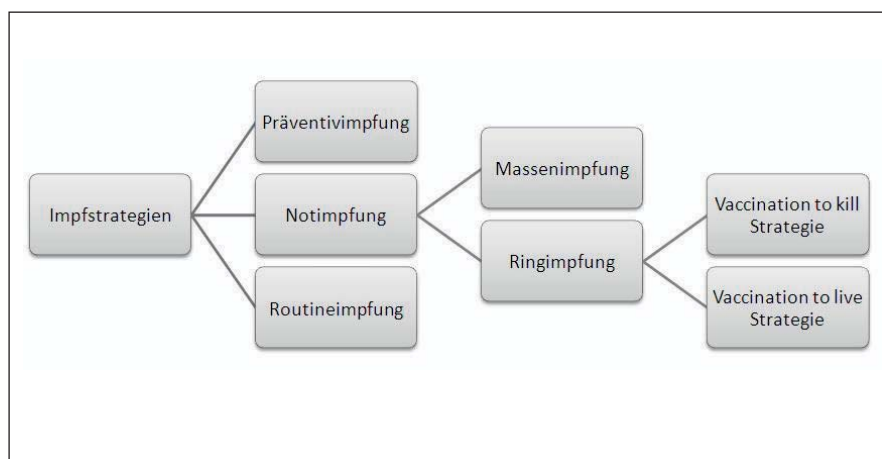 Impfstrategien
Präventivimpfung
Notimpfung
Routineimpfung
Massenimpfung
Ringimpfung
Vaccination to kill
Strategie
Vaccination to live
Strategie